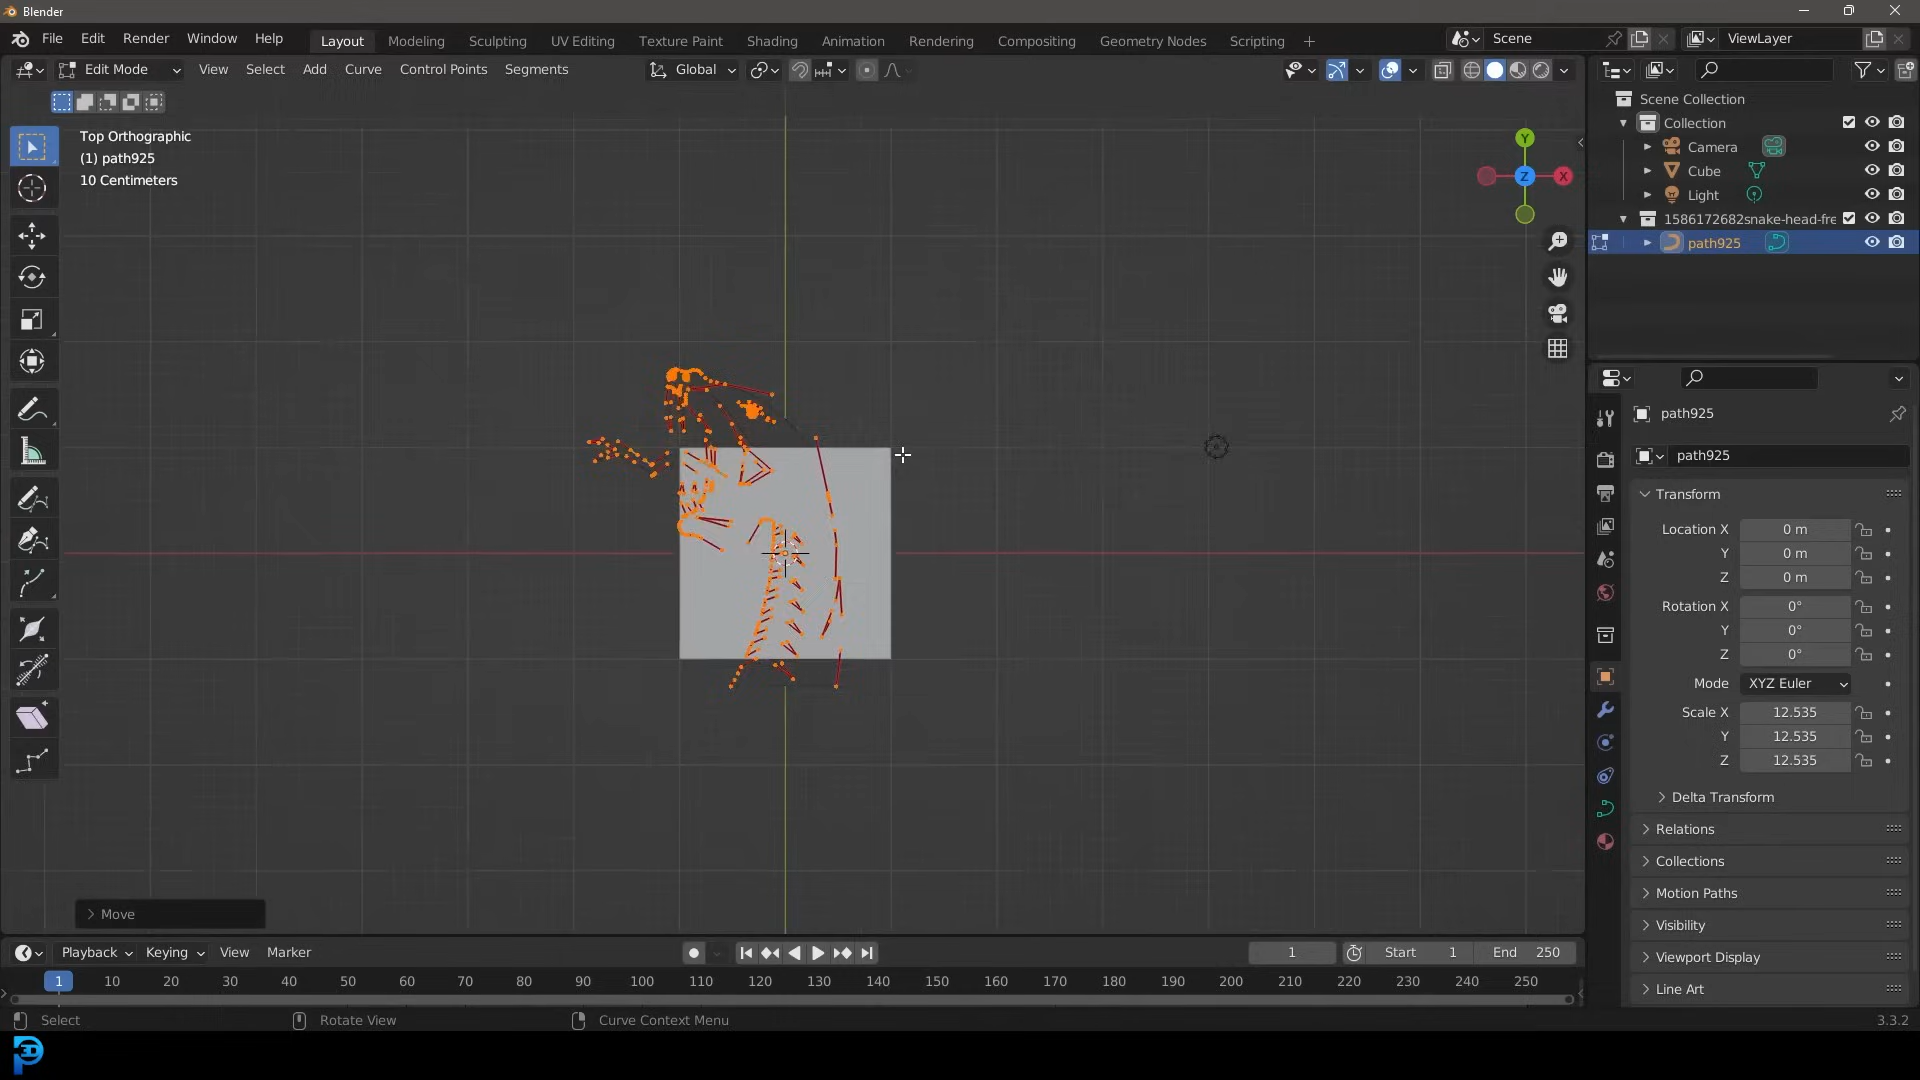 Blender
File Edit Render Window Help
Layout Modeling Sculpting UV Editing Texture Paint Shading Animation Rendering Compositing Geometry Nodes Scripting +
Scene
ViewLayer
Edit Mode View Select Add Curve Control Points Segments
Global
Top Orthographic
(1) path925
10 Centimeters
Y
Z
X
Scene Collection
Collection
Camera
Cube
Light
1586172682snake-head-fre
path925
path925
path925
Transform
Location X 0 m
Y 0 m
Z 0 m
Rotation X 0°
Y 0°
Z 0°
Mode XYZ Euler
Scale X 12.535
Y 12.535
Z 12.535
Delta Transform
Relations
Collections
Motion Paths
Visibility
Viewport Display
Line Art
Move
Playback Keying View Marker
1 Start 1 End 250
1 10 20 30 40 50 60 70 80 90 100 110 120 130 140 150 160 170 180 190 200 210 220 230 240 250
Select Rotate View Curve Context Menu
3.3.2